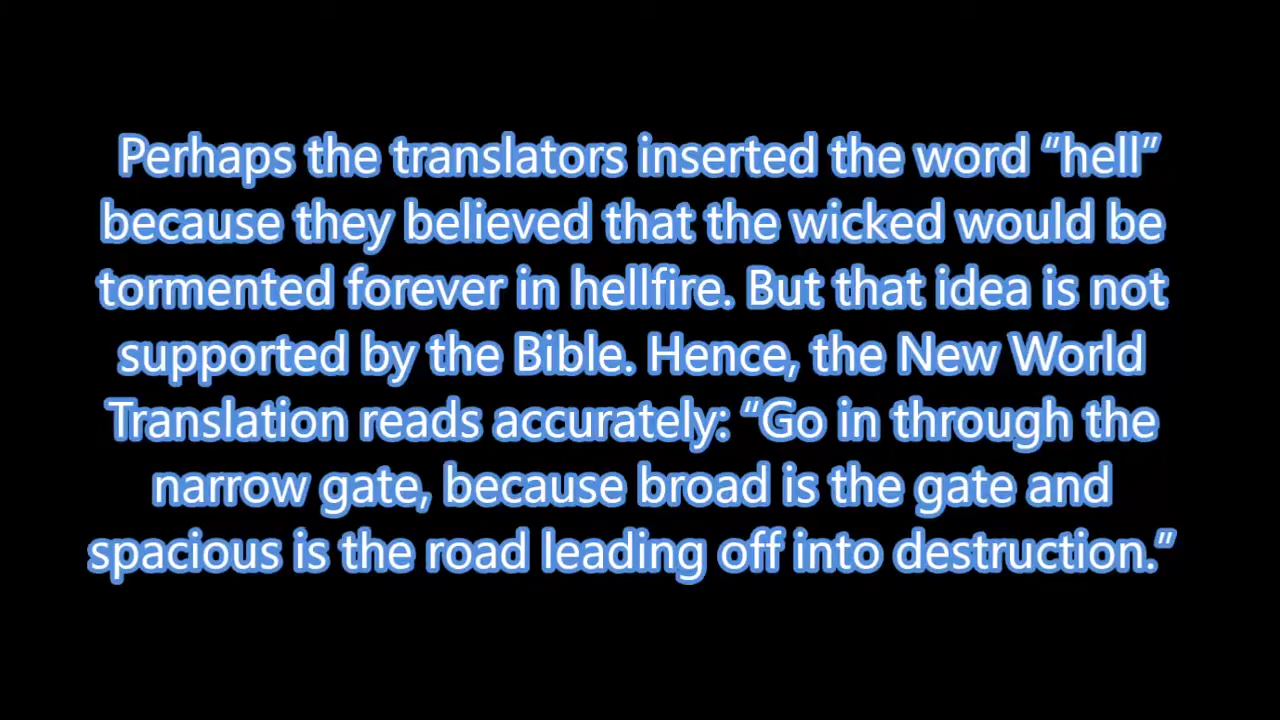 Perhaps the translators inserted the word “hell”
because they believed that the wicked would be
tormented forever in hellfire. But that idea is not
supported by the Bible. Hence, the New World
Translation reads accurately: “Go in through the
narrow gate, because broad is the gate and
spacious is the road leading off into destruction.”